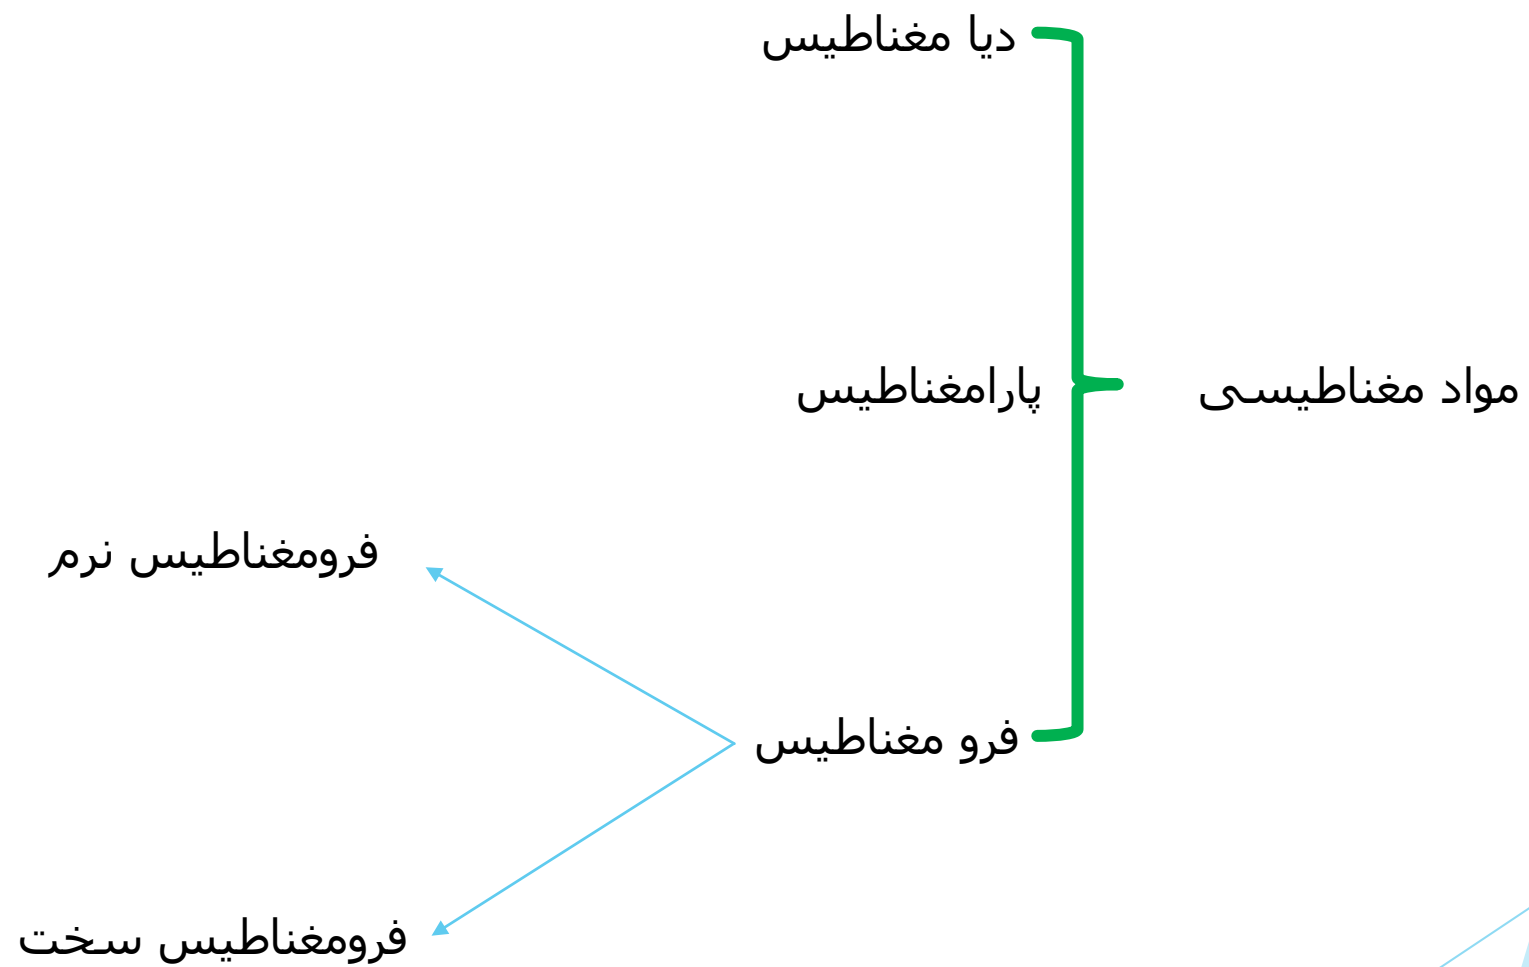 دیا مغناطیس
مواد مغناطیسی
پارامغناطیس
فرومغناطیس نرم
فرو مغناطیس
فرومغناطیس سخت